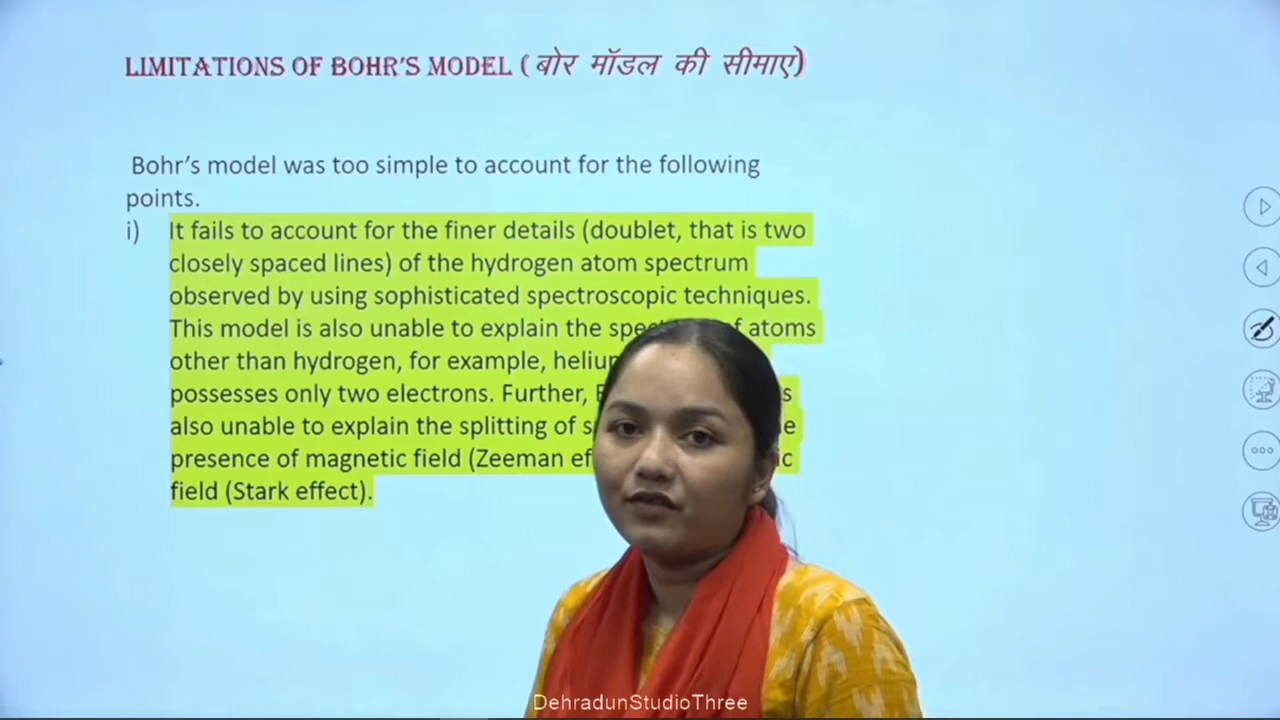 LIMITATIONS OF BOHR'S MODEL ( बोर मॉडल की सीमाए)
Bohr's model was too simple to account for the following
points.
i) It fails to account for the finer details (doublet, that is two
closely spaced lines) of the hydrogen atom spectrum
observed by using sophisticated spectroscopic techniques.
This model is also unable to explain the atoms
other than hydrogen, for example,
possesses only two electrons. Further,
also unable to explain the splitting of
presence of magnetic field (Zeeman
field (Stark effect).
DehradunStudioThree